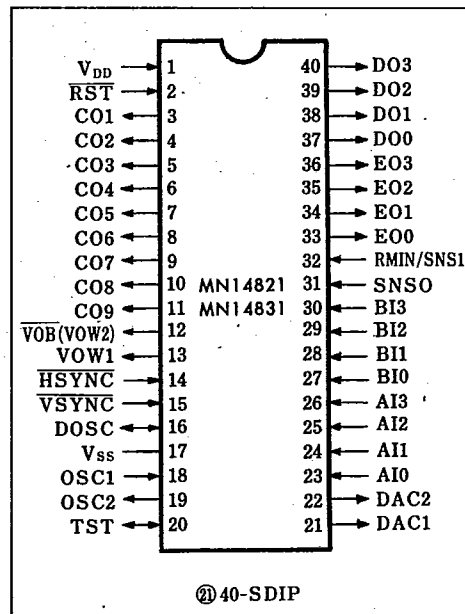 VDD 1 40 DO3
RST 2 39 DO2
CO1 3 38 DO1
CO2 4 37 DO0
CO3 5 36 EO3
CO4 6 35 EO2
CO5 7 34 EO1
CO6 8 33 EO0
CO7 9 32 RMIN/SNS1
CO8 10 MN14821 31 SNSO
CO9 11 MN14831 30 BI3
VOB(VOW2) 12 29 BI2
VOW1 13 28 BI1
HSYNC 14 27 BI0
VSYNC 15 26 AI3
DOSC 16 25 AI2
VSS 17 24 AI1
OSC1 18 23 AI0
OSC2 19 22 DAC2
TST 20 21 DAC1
㉑ 40-SDIP